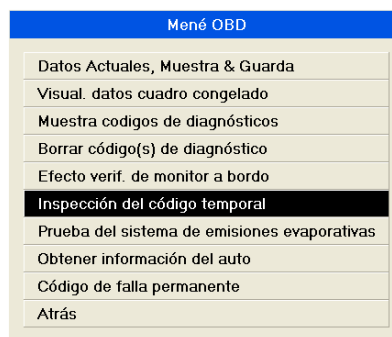 Mené OBD
Datos Actuales, Muestra & Guarda
Visual. datos cuadro congelado
Muestra codigos de diagnósticos
Borrar código(s) de diagnóstico
Efecto verif. de monitor a bordo
Inspección del código temporal
Prueba del sistema de emisiones evaporativas
Obtener información del auto
Código de falla permanente
Atrás